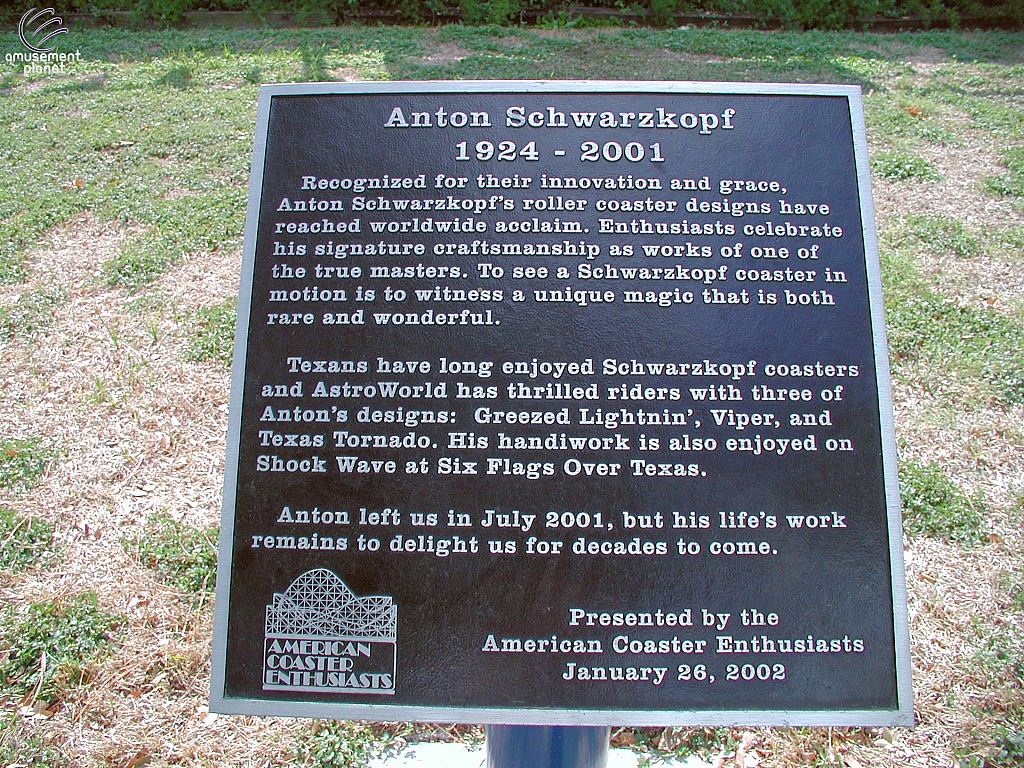 amusement
planet
Anton Schwarzkopf
1924 - 2001
Recognized for their innovation and grace,
Anton Schwarzkopf's roller coaster designs have
reached worldwide acclaim. Enthusiasts celebrate
his signature craftsmanship as works of one of
the true masters. To see a Schwarzkopf coaster in
motion is to witness a unique magic that is both
rare and wonderful.
Texans have long enjoyed Schwarzkopf coasters
and AstroWorld has thrilled riders with three of
Anton's designs: Greezed Lightnin', Viper, and
Texas Tornado. His handiwork is also enjoyed on
Shock Wave at Six Flags Over Texas.
Anton left us in July 2001, but his life's work
remains to delight us for decades to come.
AMERICAN
COASTER
ENTHUSIASTS
Presented by the
American Coaster Enthusiasts
January 26, 2002